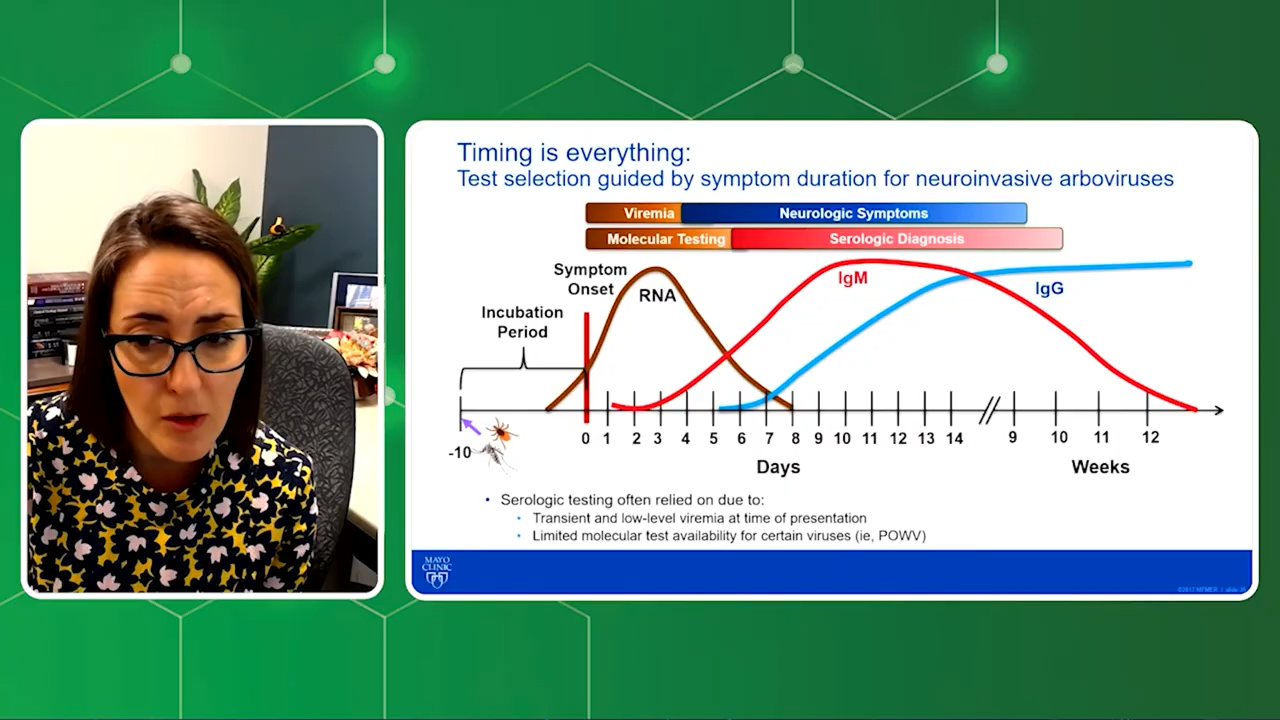 Timing is everything:
Test selection guided by symptom duration for neuroinvasive arboviruses
Viremia
Neurologic Symptoms
Molecular Testing
Serologic Diagnosis
Symptom
Onset
RNA
IgM
IgG
Incubation
Period
-10
0 1 2 3 4 5 6 7 8 9 10 11 12 13 14 9 10 11 12
Days
Weeks
• Serologic testing often relied on due to:
• Transient and low-level viremia at time of presentation
• Limited molecular test availability for certain viruses (ie, POWV)
MAYO
CLINIC